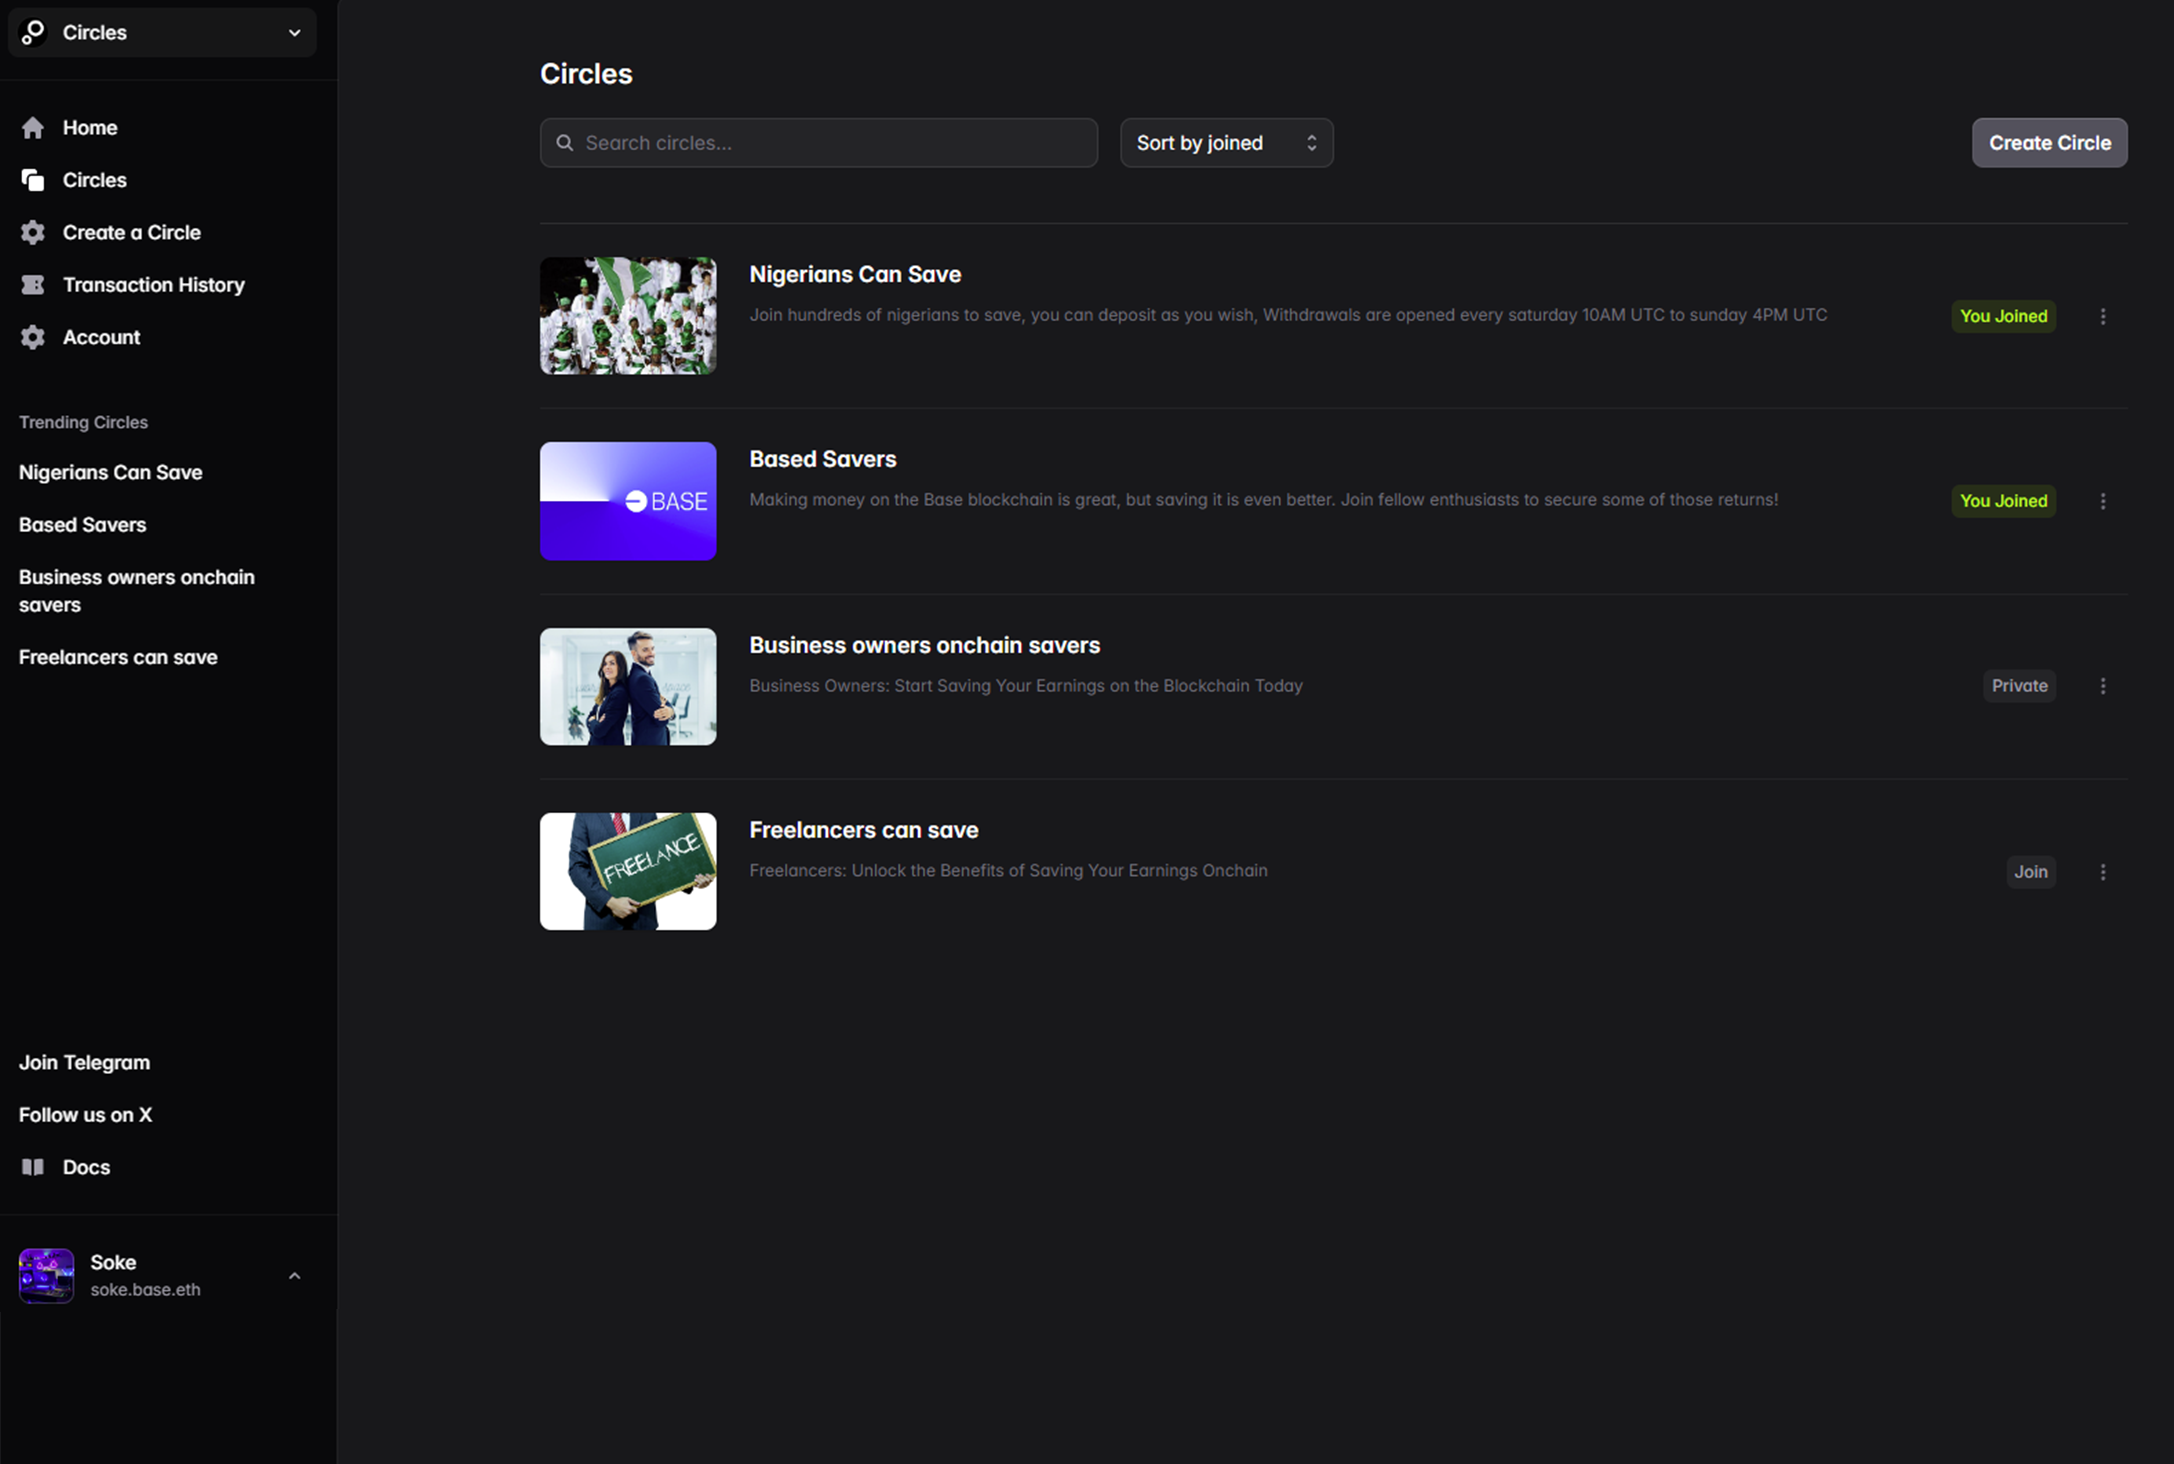 Circles
Home
Circles
Create a Circle
Transaction History
Account
Trending Circles
Nigerians Can Save
Based Savers
Business owners onchain
savers
Freelancers can save
Join Telegram
Follow us on X
Docs
Soke
soke.base.eth
Circles
Search circles...
Sort by joined
Create Circle
Nigerians Can Save
Join hundreds of nigerians to save, you can deposit as you wish, Withdrawals are opened every saturday 10AM UTC to sunday 4PM UTC
You Joined
BASE
Based Savers
Making money on the Base blockchain is great, but saving it is even better. Join fellow enthusiasts to secure some of those returns!
You Joined
Business owners onchain savers
Business Owners: Start Saving Your Earnings on the Blockchain Today
Private
FREELANCE
Freelancers can save
Freelancers: Unlock the Benefits of Saving Your Earnings Onchain
Join